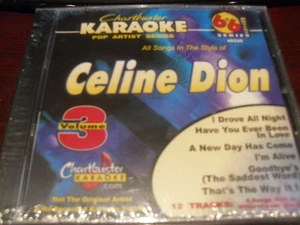 Chartbuster
KARAOKE
POP ARTIST SERIES
6+6
SERIES
All Songs In The Style of
Celine Dion
I Drove All Night
Have You Ever Been
In Love
A New Day Has Come
I'm Alive
Goodbye's
(The Saddest Word)
That's The Way It
Volume
3
Chartbuster
KARAOKE
.com
Not The Original Artist
12 TRACKS: